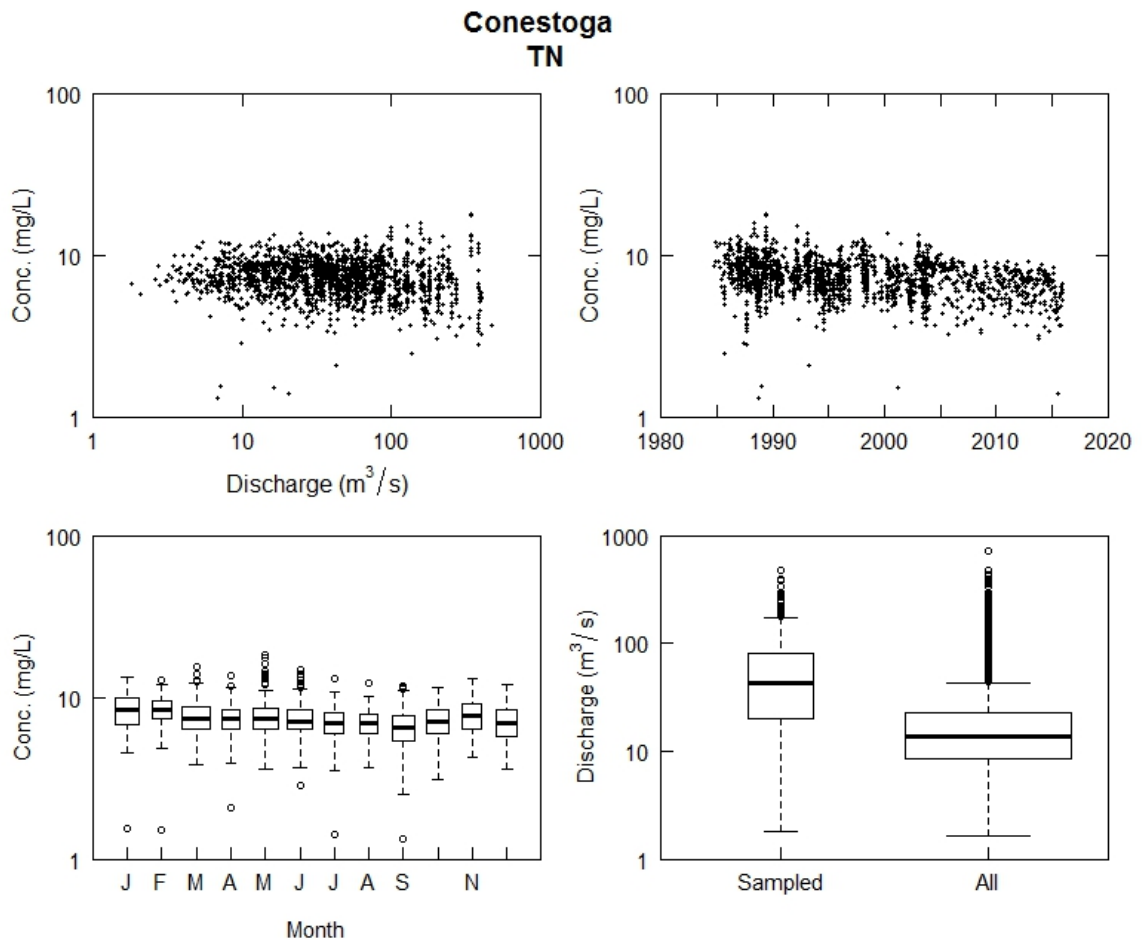 Conestoga
TN
100
10
1
Conc. (mg/L)
1 10 100 1000
Discharge (m³/s)
100
10
1
Conc. (mg/L)
1980 1990 2000 2010 2020
100
10
1
Conc. (mg/L)
J F M A M J J A S N
Month
1000
100
10
1
Discharge (m³/s)
Sampled All